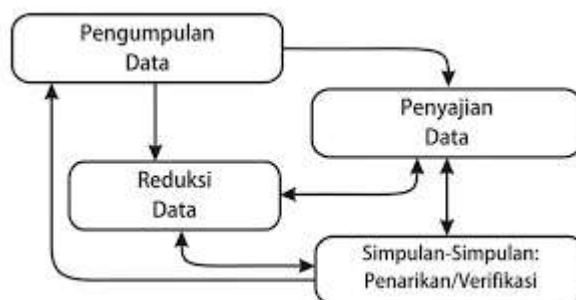 Pengumpulan
Data
Penyajian
Data
Reduksi
Data
Simpulan-Simpulan:
Penarikan/Verifikasi